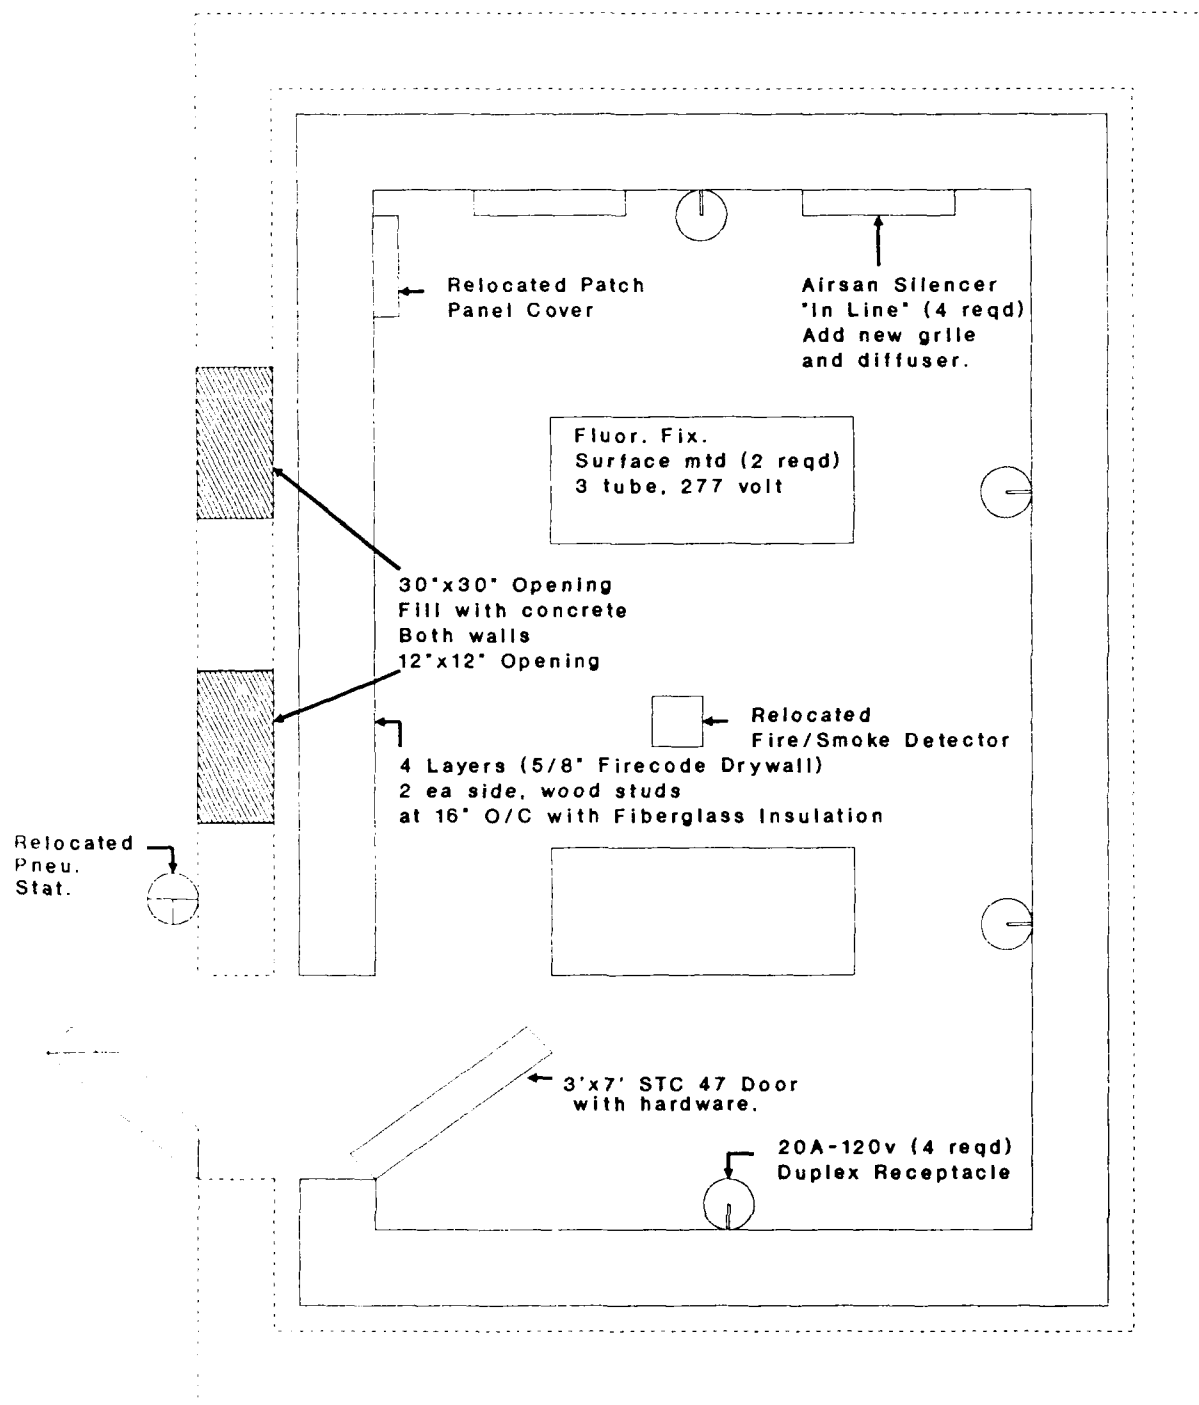 Relocated Patch
Panel Cover
Airsan Silencer
"In Line" (4 reqd)
Add new grile
and diffuser.
Fluor. Fix.
Surface mtd (2 reqd)
3 tube, 277 volt
30"x30" Opening
Fill with concrete
Both walls
12"x12" Opening
Relocated
Fire/Smoke Detector
4 Layers (5/8" Firecode Drywall)
2 ea side, wood studs
at 16" O/C with Fiberglass Insulation
Relocated
Pneu.
Stat.
3'x7' STC 47 Door
with hardware.
20A-120v (4 reqd)
Duplex Receptacle